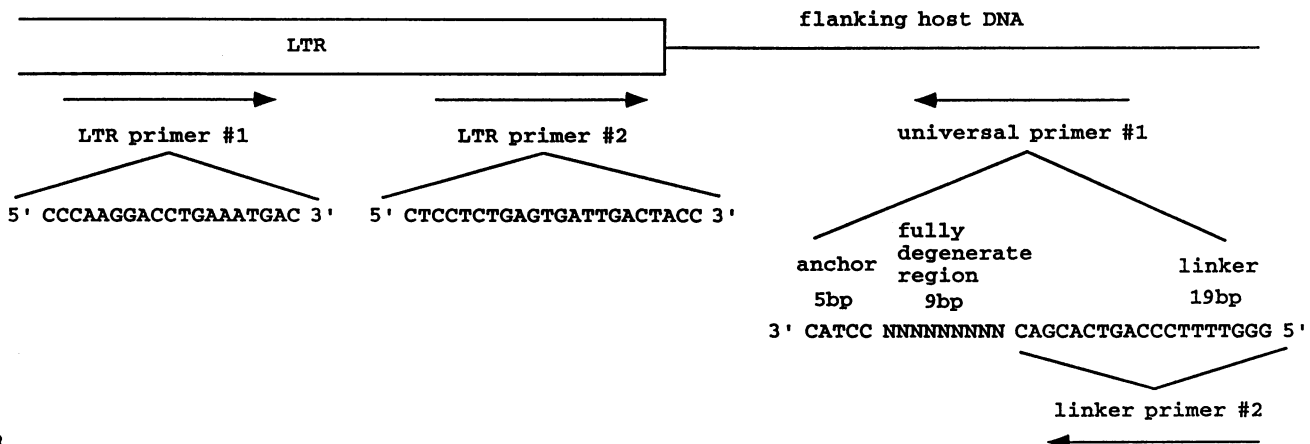 flanking host DNA
LTR
LTR primer #1
LTR primer #2
universal primer #1
5' CCCAAGGACCTGAAATGAC 3'
5' CTCCTCTGAGTGATTGACTACC 3'
fully
degenerate
region
anchor
linker
5bp
9bp
19bp
3' CATCC NNNNNNNNN CAGCACTGACCCTTTTGGG 5'
linker primer #2